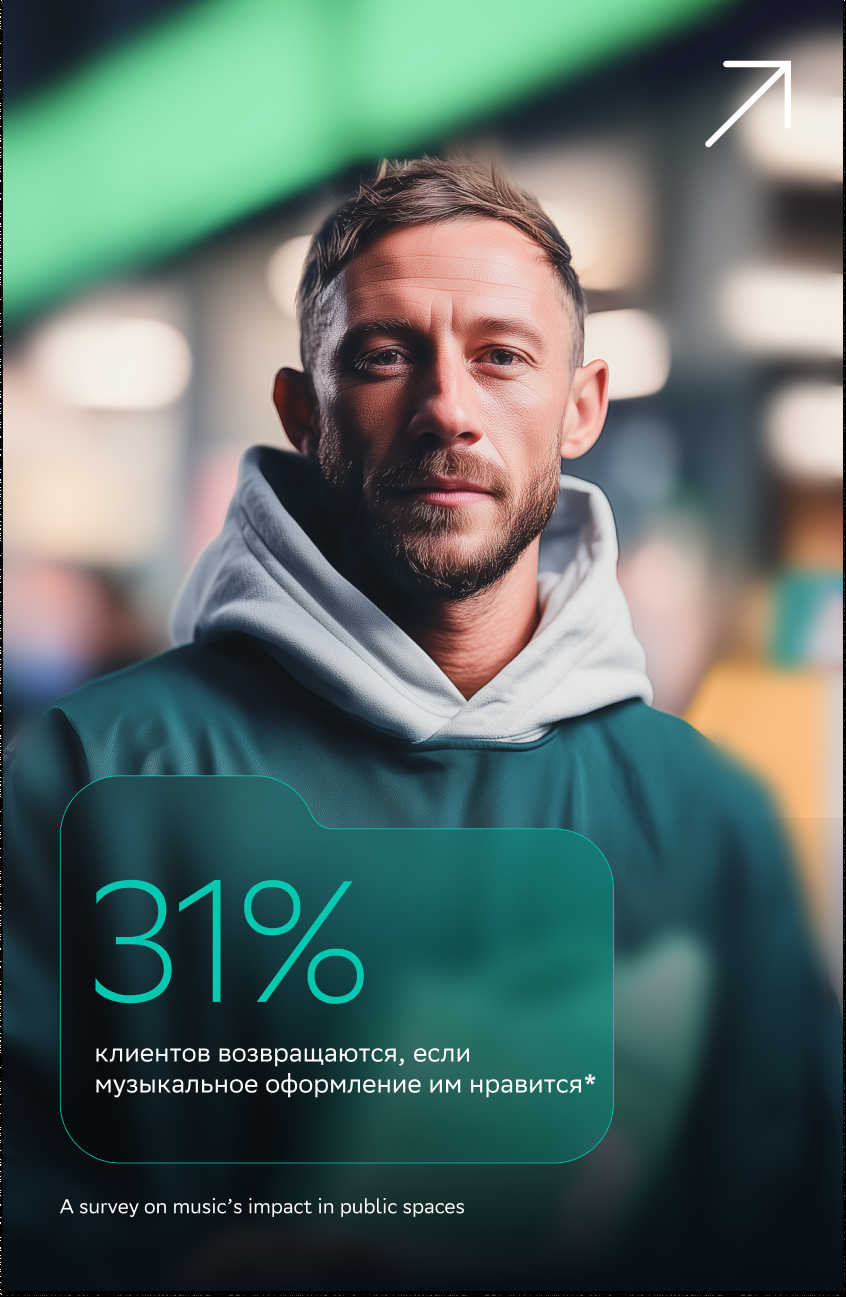 31%
клиентов возвращаются, если
музыкальное оформление им нравится*
A survey on music’s impact in public spaces